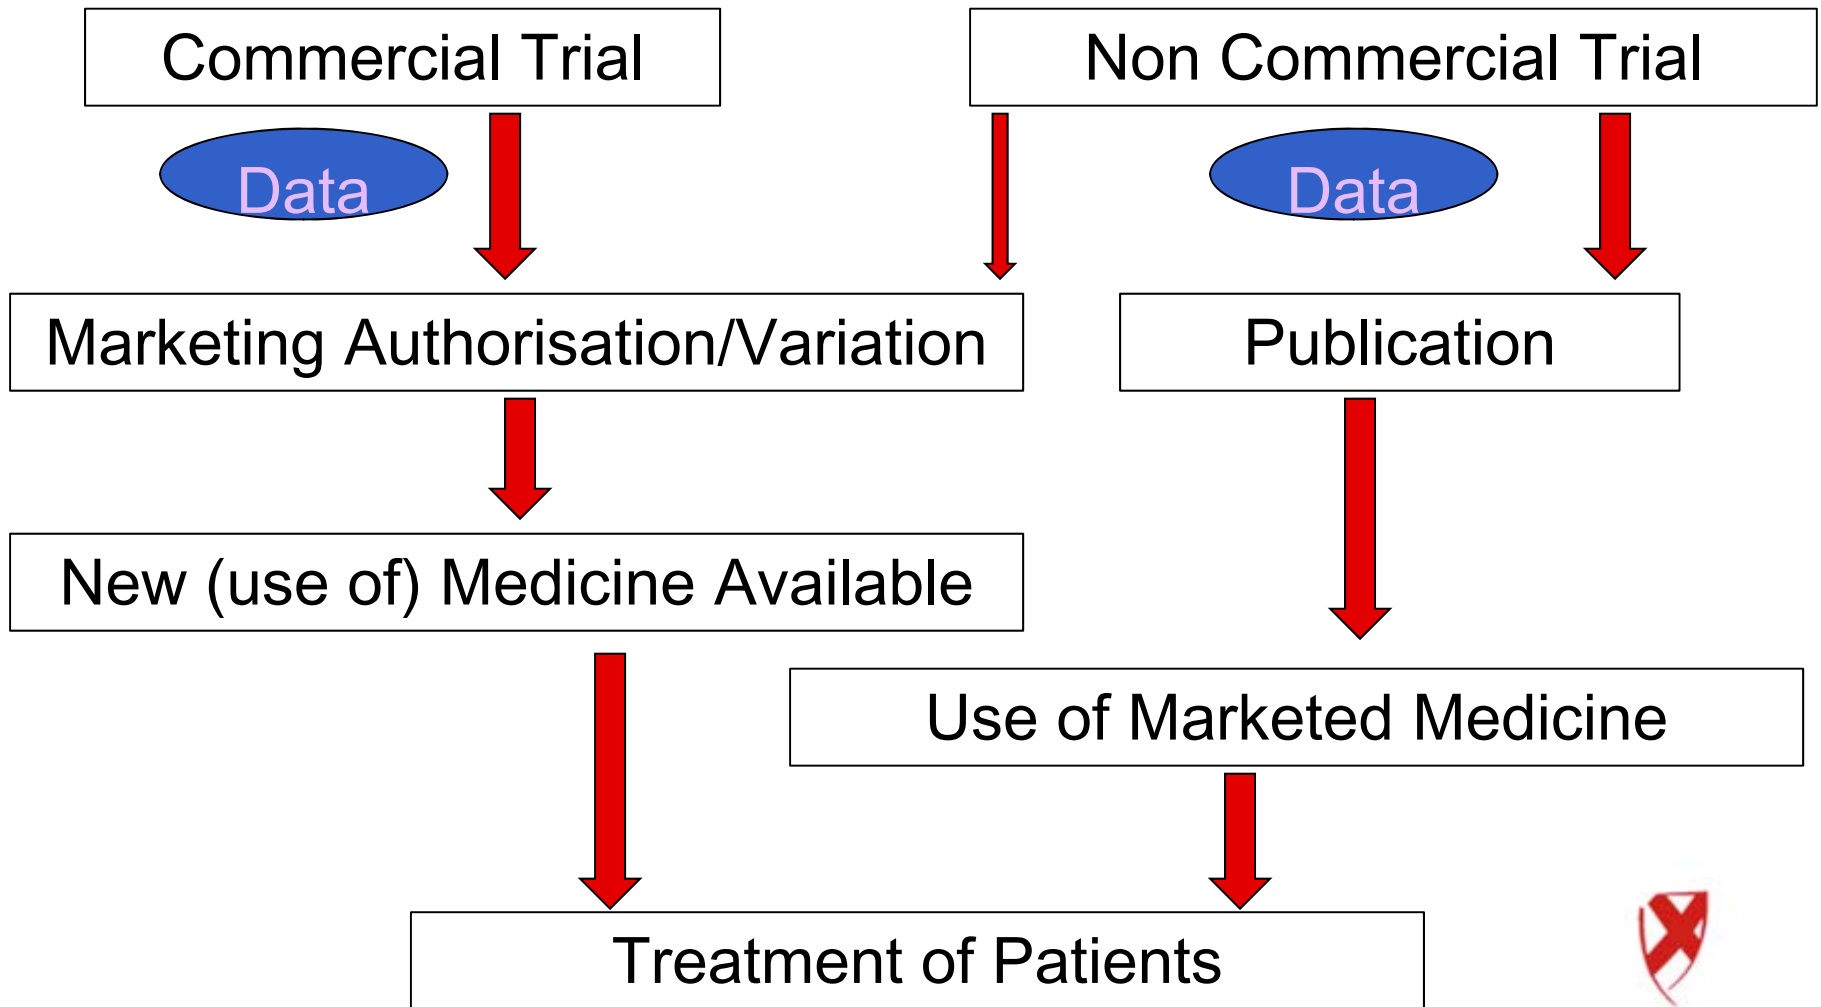 Commercial Trial
Non Commercial Trial
Data
Data
Marketing Authorisation/Variation
Publication
New (use of) Medicine Available
Use of Marketed Medicine
Treatment of Patients